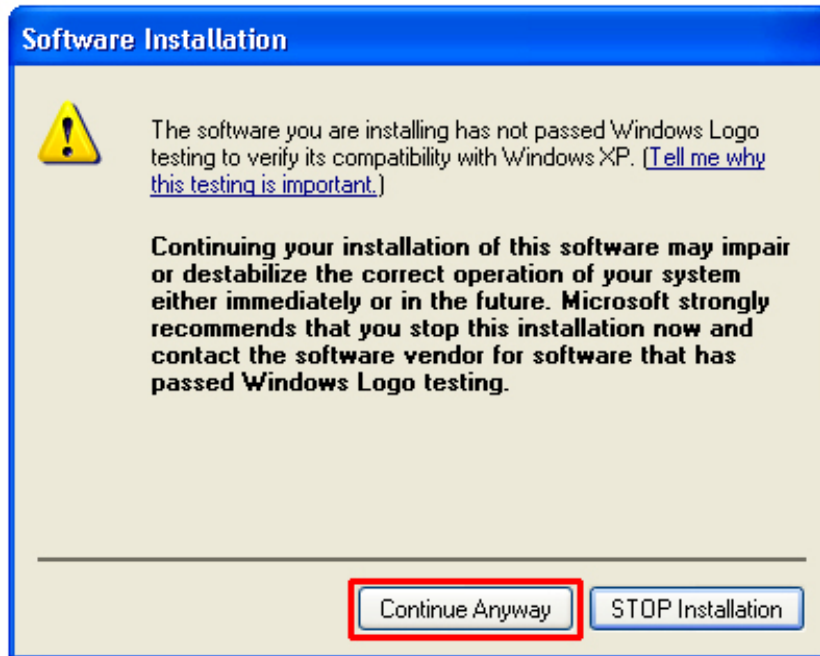 Software Installation
The software you are installing has not passed Windows Logo
testing to verify its compatibility with Windows XP. (Tell me why
this testing is important.)
Continuing your installation of this software may impair
or destabilize the correct operation of your system
either immediately or in the future. Microsoft strongly
recommends that you stop this installation now and
contact the software vendor for software that has
passed Windows Logo testing.
Continue Anyway
STOP Installation